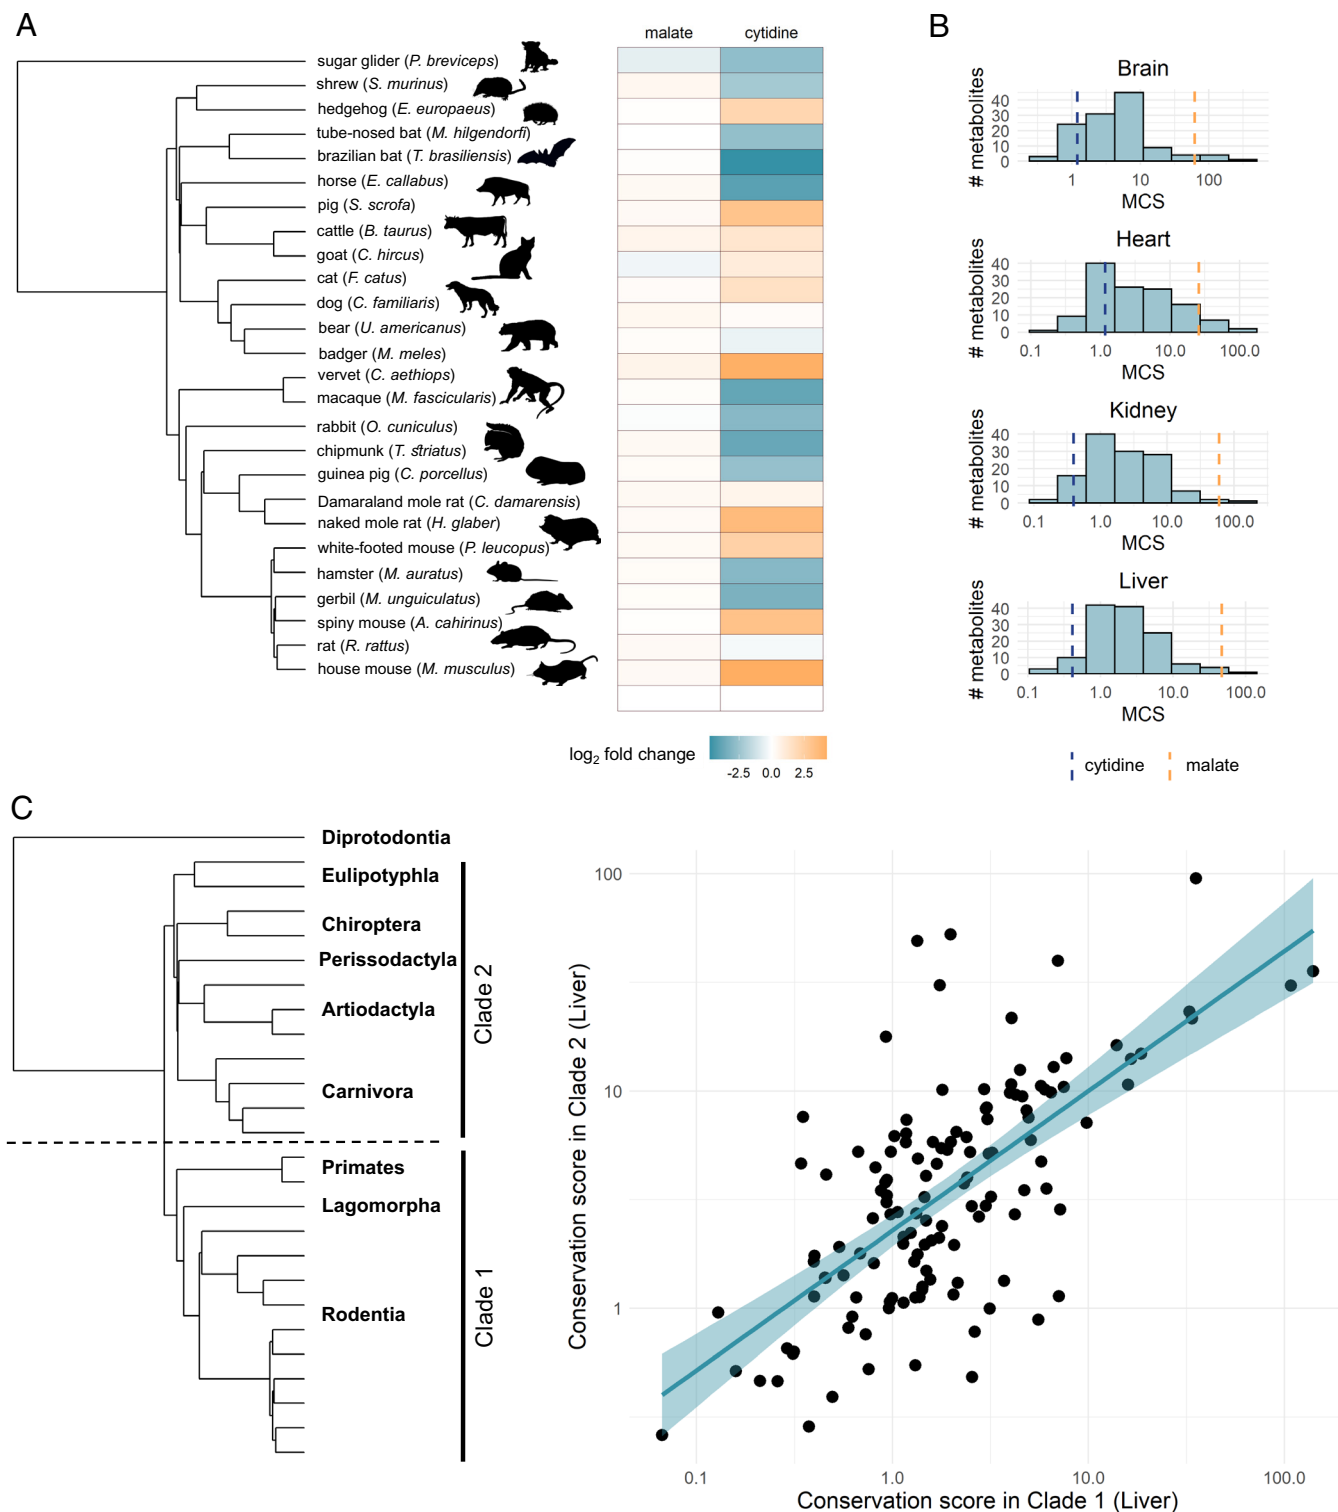 A
malate cytidine
sugar glider (P. breviceps)
shrew (S. murinus)
hedgehog (E. europaeus)
tube-nosed bat (M. hilgendorfi)
brazilian bat (T. brasiliensis)
horse (E. callabus)
pig (S. scrofa)
cattle (B. taurus)
goat (C. hircus)
cat (F. catus)
dog (C. familiaris)
bear (U. americanus)
badger (M. meles)
vervet (C. aethiops)
macaque (M. fascicularis)
rabbit (O. cuniculus)
chipmunk (T. striatus)
guinea pig (C. porcellus)
Damaraland mole rat (C. damarensis)
naked mole rat (H. glaber)
white-footed mouse (P. leucopus)
hamster (M. auratus)
gerbil (M. unguiculatus)
spiny mouse (A. cahirinus)
rat (R. rattus)
house mouse (M. musculus)
log2 fold change
-2.5 0.0 2.5
B
Brain
# metabolites
40
30
20
10
0
1 10 100
MCS
Heart
# metabolites
40
30
20
10
0
0.1 1.0 10.0 100.0
MCS
Kidney
# metabolites
40
30
20
10
0
0.1 1.0 10.0 100.0
MCS
Liver
# metabolites
40
30
20
10
0
0.1 1.0 10.0 100.0
MCS
cytidine malate
C
Diprotodontia
Eulipotyphla
Chiroptera
Perissodactyla
Artiodactyla
Carnivora
Clade 2
Primates
Lagomorpha
Rodentia
Clade 1
Conservation score in Clade 2 (Liver)
100
10
1
0.1 1.0 10.0 100.0
Conservation score in Clade 1 (Liver)